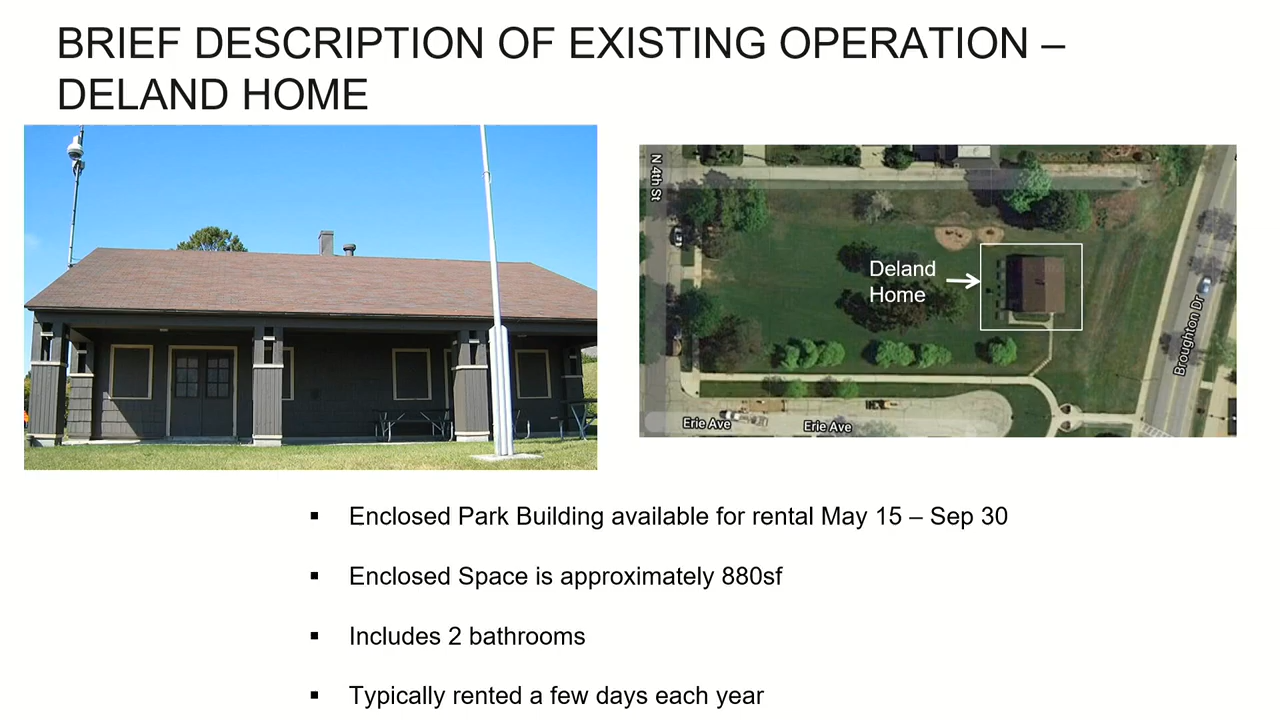 BRIEF DESCRIPTION OF EXISTING OPERATION –
DELAND HOME
N 4th St
Deland
Home
Broughton Dr
Erie Ave
Erie Ave
▪ Enclosed Park Building available for rental May 15 – Sep 30
▪ Enclosed Space is approximately 880sf
▪ Includes 2 bathrooms
▪ Typically rented a few days each year